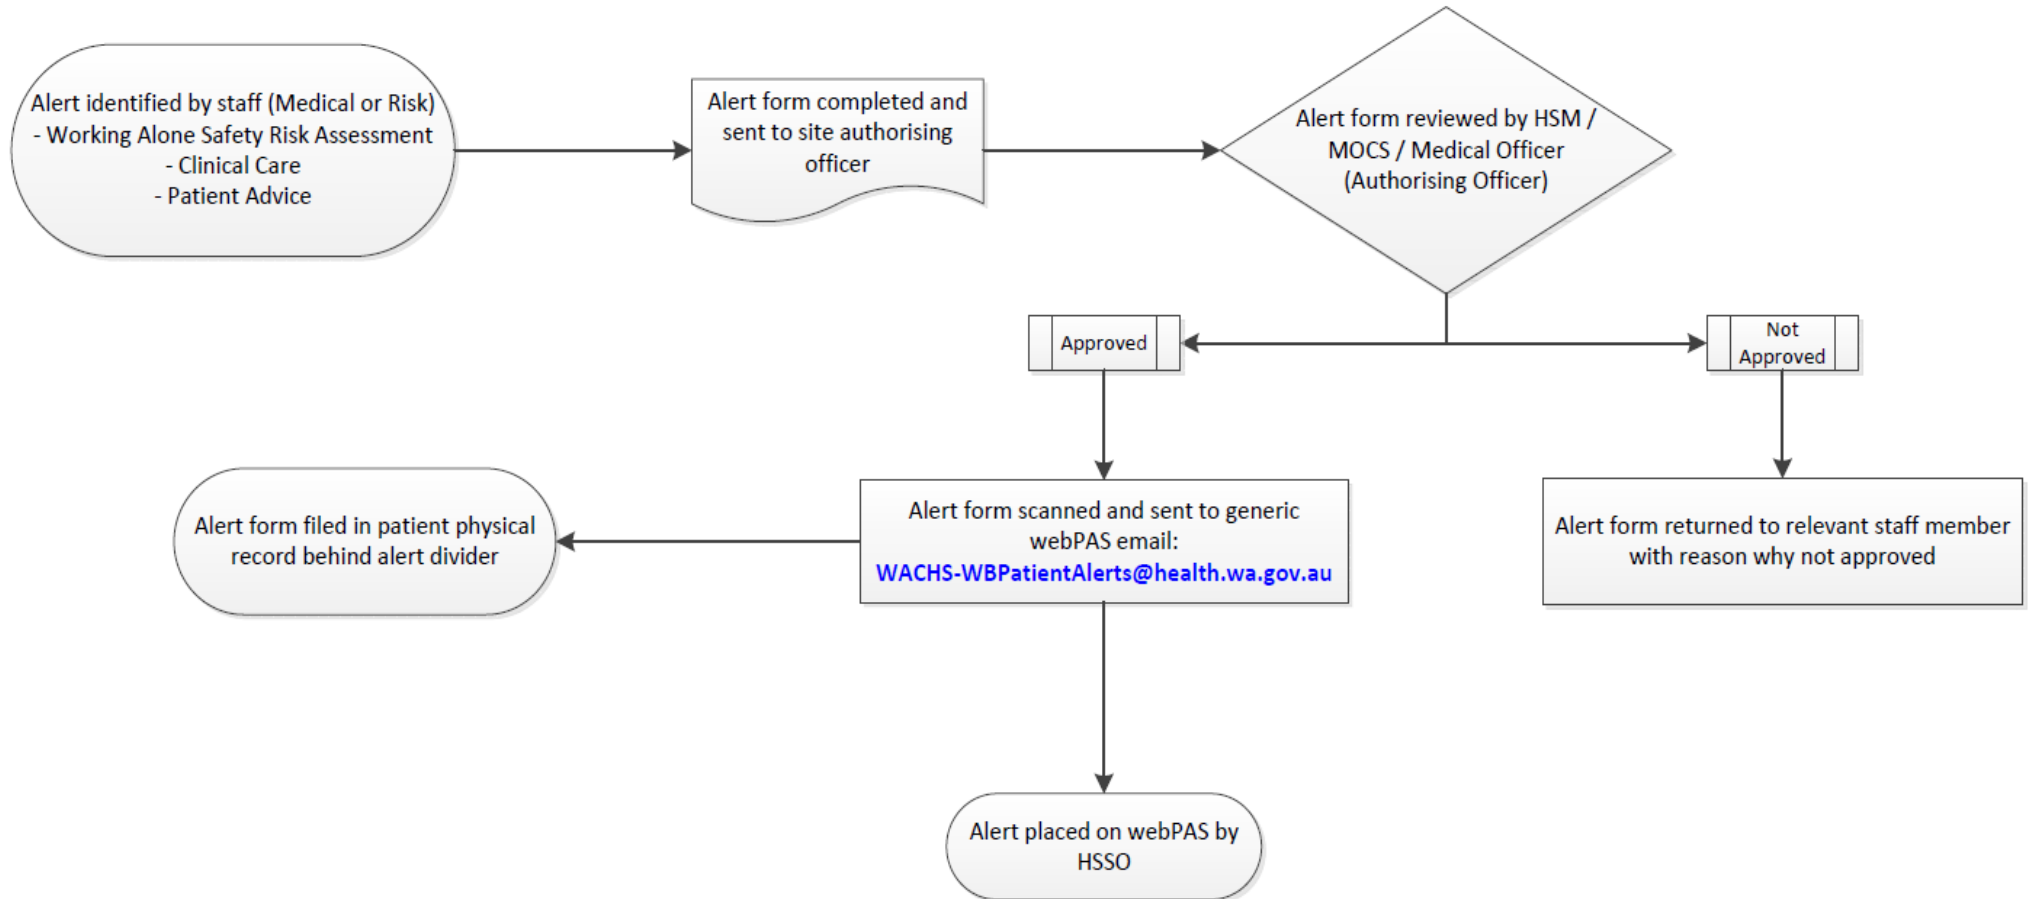 Alert identified by staff (Medical or Risk)
- Working Alone Safety Risk Assessment
- Clinical Care
- Patient Advice
Alert form completed and
sent to site authorising
officer
Alert form reviewed by HSM /
MOCS / Medical Officer
(Authorising Officer)
Approved
Not
Approved
Alert form filed in patient physical
record behind alert divider
Alert form scanned and sent to generic
webPAS email:
WACHS-WBPatientAlerts@health.wa.gov.au
Alert form returned to relevant staff member
with reason why not approved
Alert placed on webPAS by
HSSO